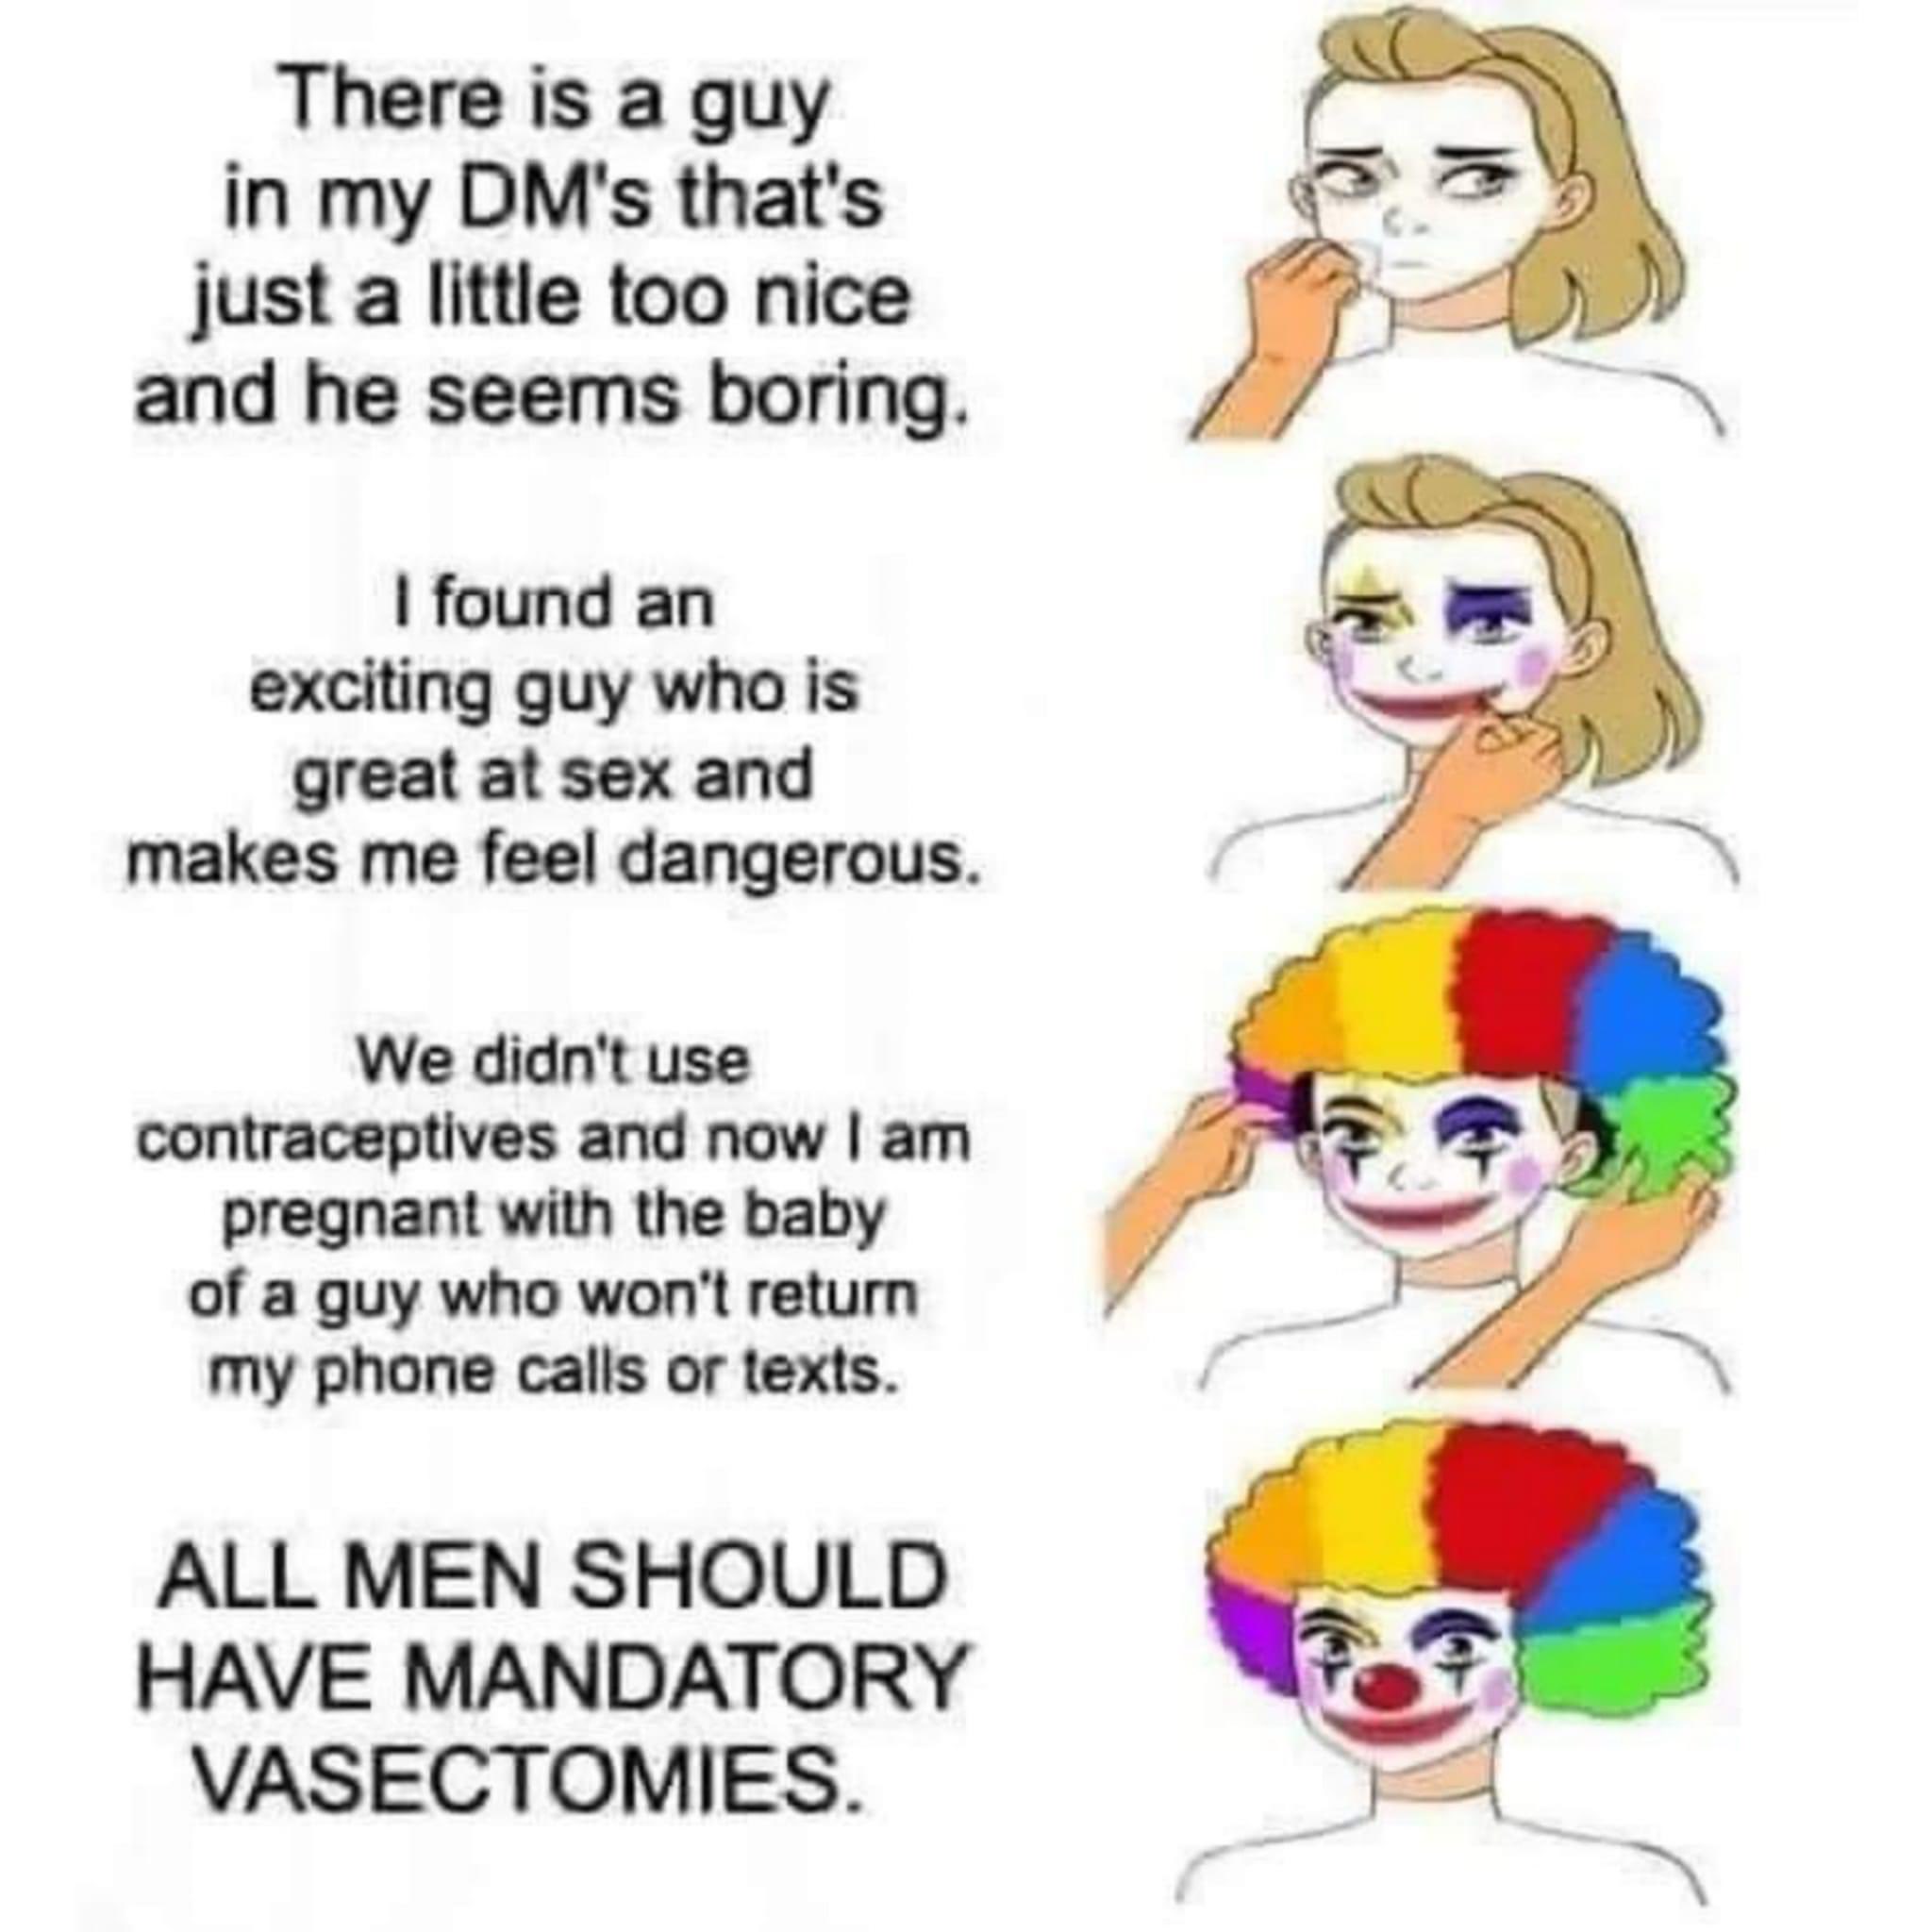 There is a guy
in my DM's that's
just a little too nice
and he seems boring.
I found an
exciting guy who is
great at sex and
makes me feel dangerous.
We didn't use
contraceptives and now I am
pregnant with the baby
of a guy who won't return
my phone calls or texts.
ALL MEN SHOULD
HAVE MANDATORY
VASECTOMIES.